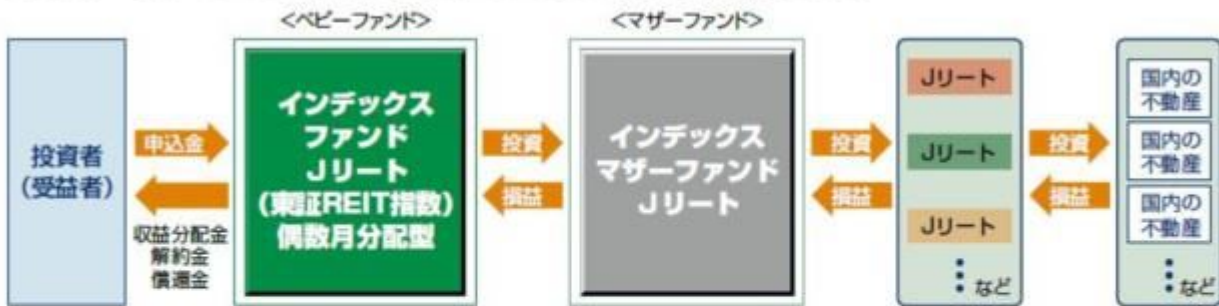 <ベビーファンド>
<マザーファンド>
投資者
(受益者)
申込金
収益分配金
解約金
償還金
インデックス
ファンド
Jリート
(東証REIT指数)
偶数月分配型
投資
損益
インデックス
マザーファンド
Jリート
投資
損益
Jリート
Jリート
Jリート
など
投資
損益
国内の
不動産
国内の
不動産
国内の
不動産
など